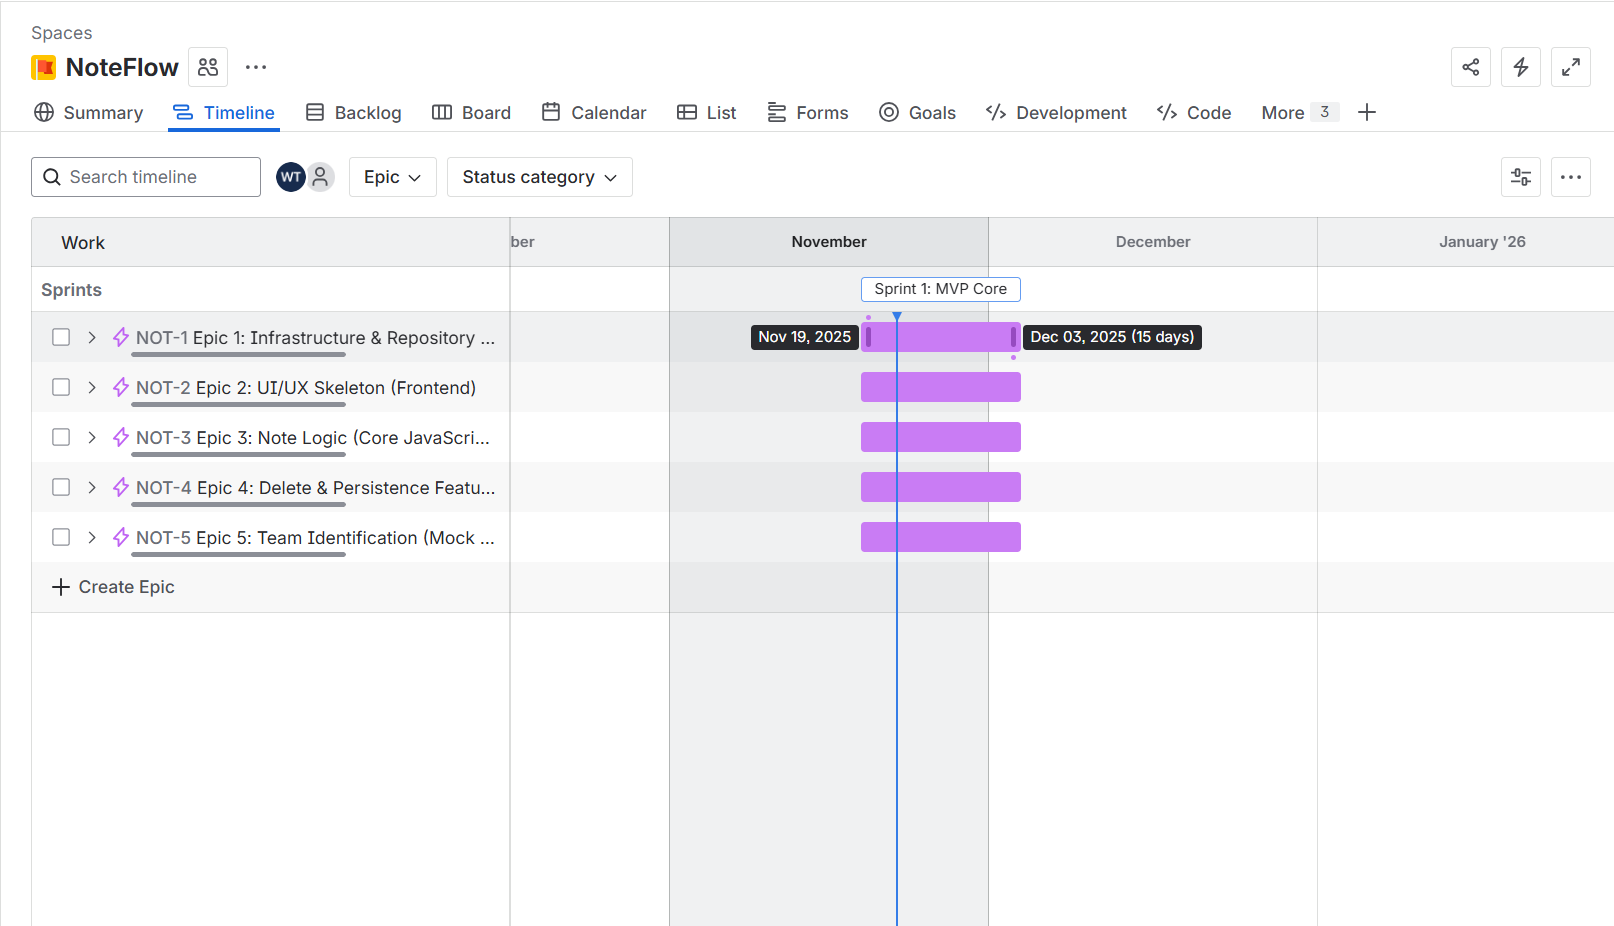 Spaces
NoteFlow
Summary Timeline Backlog Board Calendar List Forms Goals Development Code More 3
Search timeline WT Epic Status category
Work ber November December January '26
Sprints Sprint 1: MVP Core
NOT-1 Epic 1: Infrastructure & Repository ... Nov 19, 2025 Dec 03, 2025 (15 days)
NOT-2 Epic 2: UI/UX Skeleton (Frontend)
NOT-3 Epic 3: Note Logic (Core JavaScri...
NOT-4 Epic 4: Delete & Persistence Featu...
NOT-5 Epic 5: Team Identification (Mock ...
Create Epic